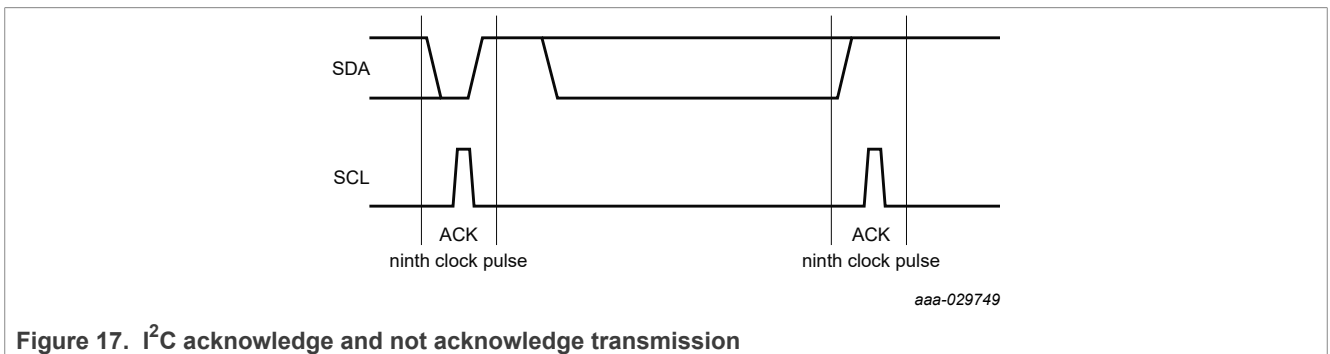 SDA
SCL
ACK ACK
ninth clock pulse ninth clock pulse
aaa-029749
Figure 17. I²C acknowledge and not acknowledge transmission